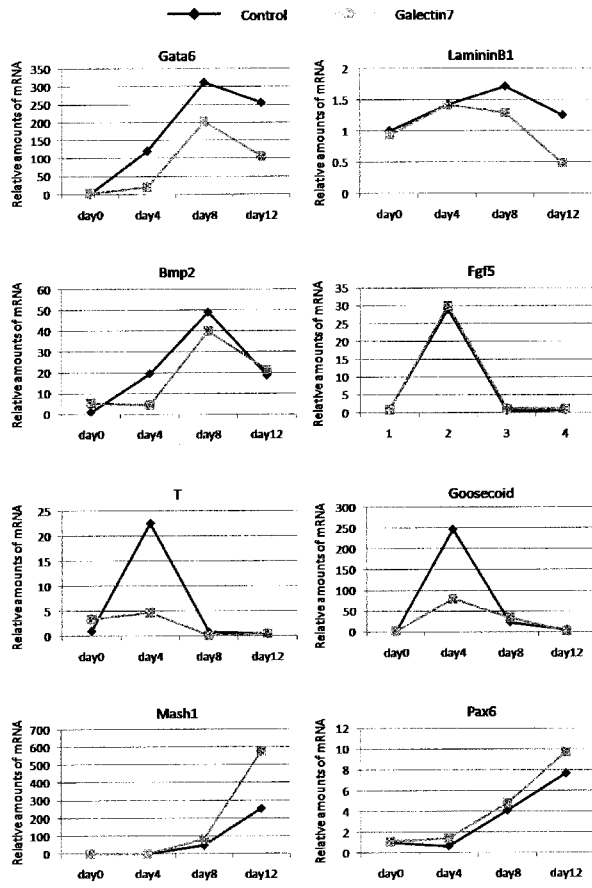 Control Galectin7
Gata6
Relative amounts of mRNA
350
300
250
200
150
100
50
0
day0 day4 day8 day12
LamininB1
Relative amounts of mRNA
2
1.5
1
0.5
0
day0 day4 day8 day12
Bmp2
Relative amounts of mRNA
60
50
40
30
20
10
0
day0 day4 day8 day12
Fgf5
Relative amounts of mRNA
35
30
25
20
15
10
5
0
1 2 3 4
T
Relative amounts of mRNA
25
20
15
10
5
0
day0 day4 day8 day12
Goosecoid
Relative amounts of mRNA
300
250
200
150
100
50
0
day0 day4 day8 day12
Mash1
Relative amounts of mRNA
700
600
500
400
300
200
100
0
day0 day4 day8 day12
Pax6
Relative amounts of mRNA
12
10
8
6
4
2
0
day0 day4 day8 day12